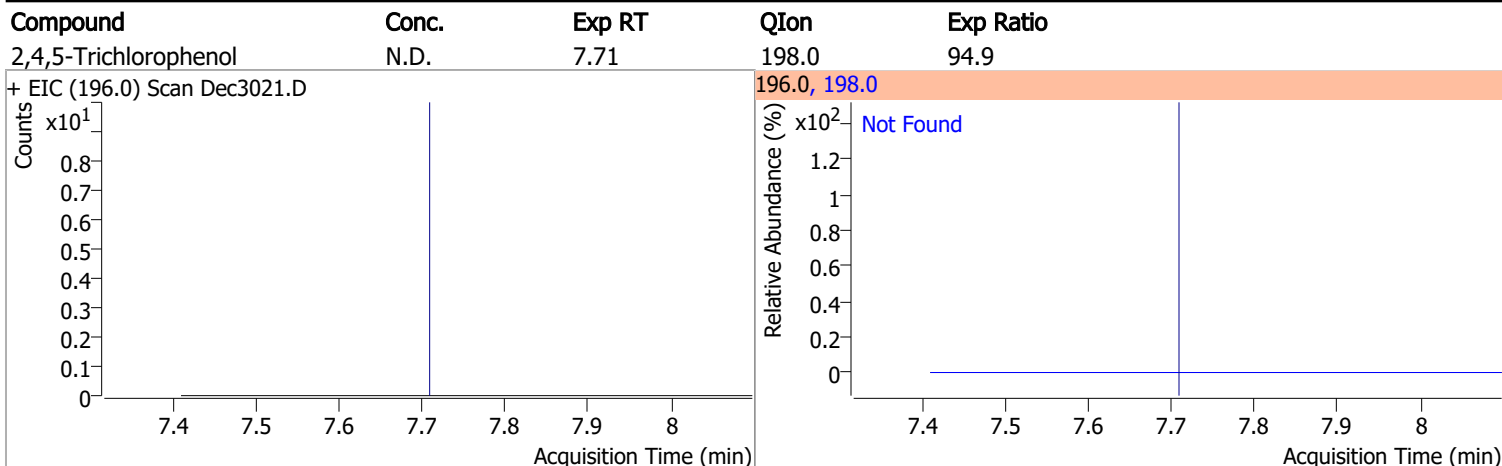 Compound Conc. Exp RT QIon Exp Ratio
2,4,5-Trichlorophenol N.D. 7.71 198.0 94.9
+ EIC (196.0) Scan Dec3021.D
Counts
x10¹
0.8
0.7
0.6
0.5
0.4
0.3
0.2
0.1
0
7.4 7.5 7.6 7.7 7.8 7.9 8
Acquisition Time (min)
196.0, 198.0
Relative Abundance (%)
x10²
Not Found
1.2
1
0.8
0.6
0.4
0.2
0
7.4 7.5 7.6 7.7 7.8 7.9 8
Acquisition Time (min)